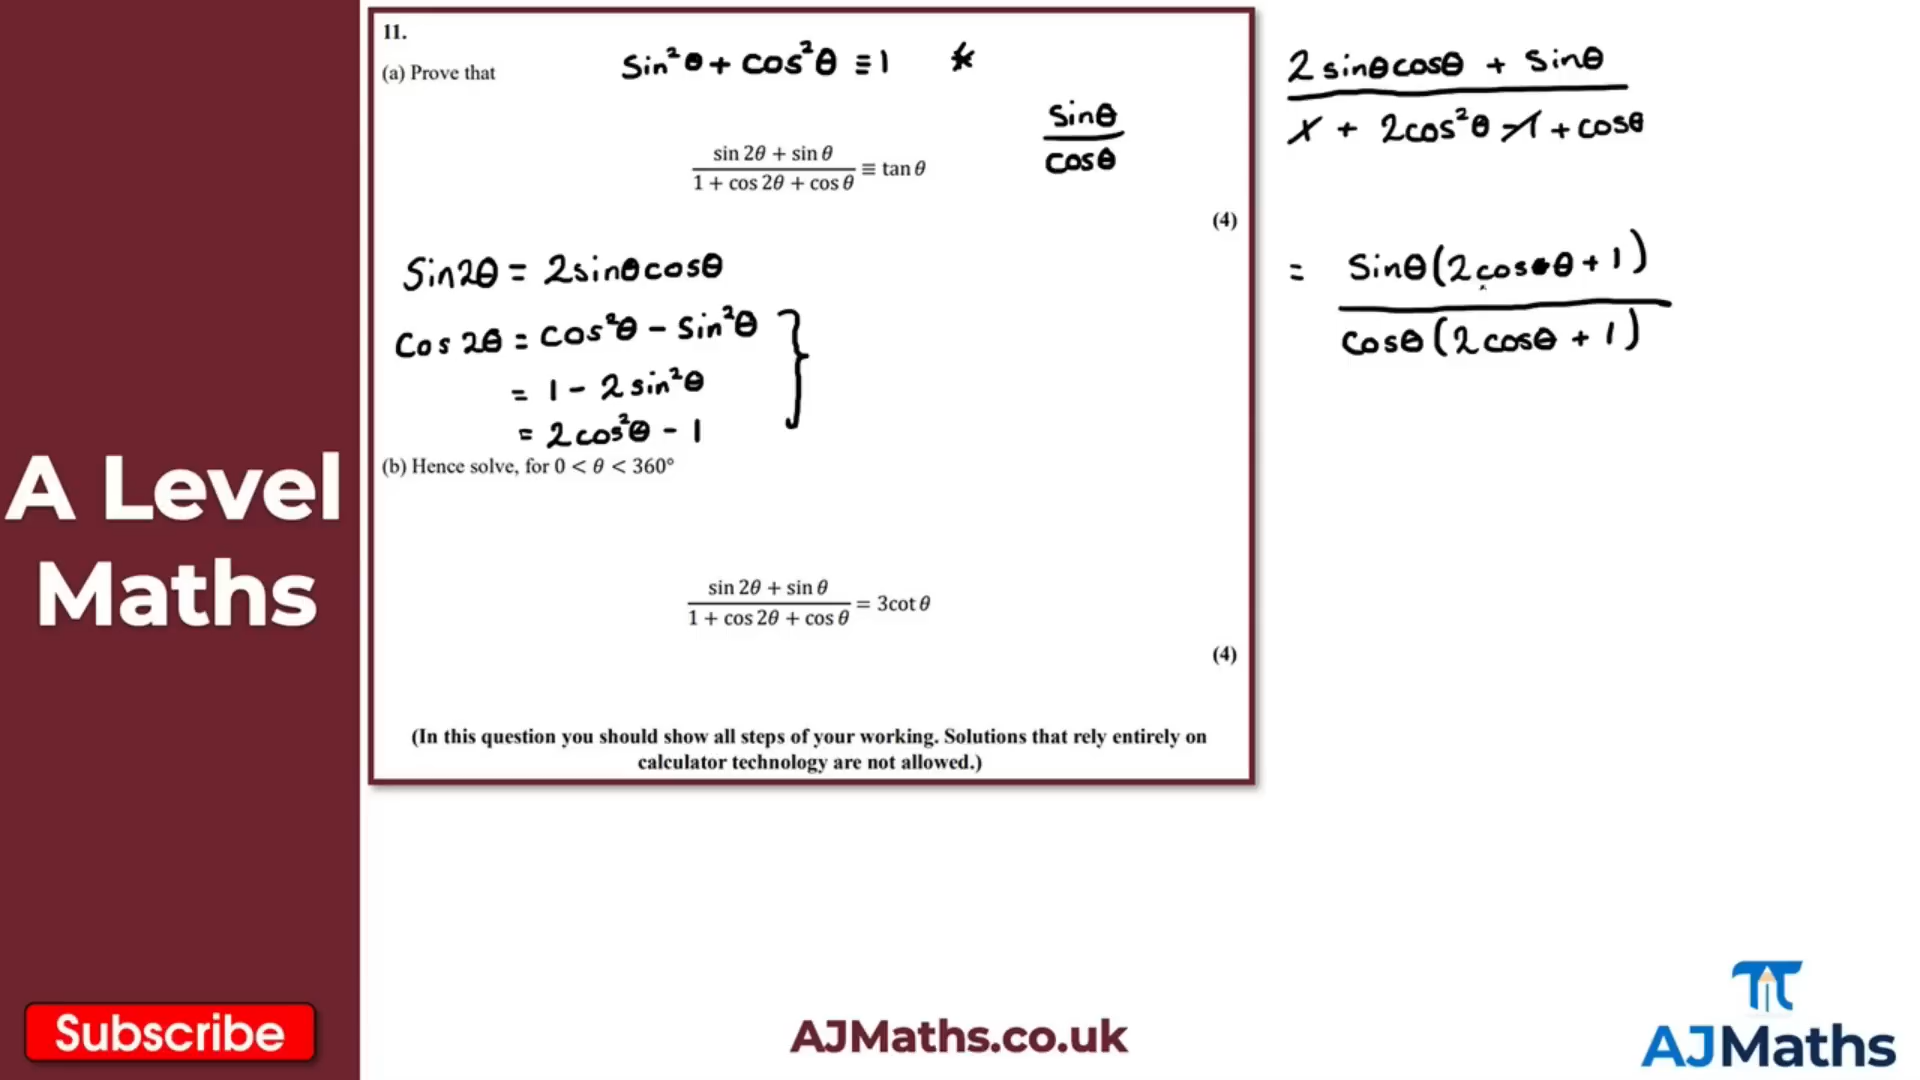 11.
(a) Prove that
sin²θ + cos²θ ≡ 1 *
sin 2θ + sin θ
1 + cos 2θ + cos θ
≡ tan θ
sinθ
cosθ
(4)
sin2θ = 2sinθcosθ
cos 2θ = cos²θ − sin²θ
= 1 − 2 sin²θ
= 2cos²θ − 1
(b) Hence solve, for 0 < θ < 360°
sin 2θ + sin θ
1 + cos 2θ + cos θ
= 3cot θ
(4)
(In this question you should show all steps of your working. Solutions that rely entirely on
calculator technology are not allowed.)
2 sinθcosθ + sinθ
1 + 2cos²θ − 1 + cosθ
= sinθ(2cosθ + 1)
cosθ(2cosθ + 1)
A Level
Maths
Subscribe
AJMaths.co.uk
AJMaths